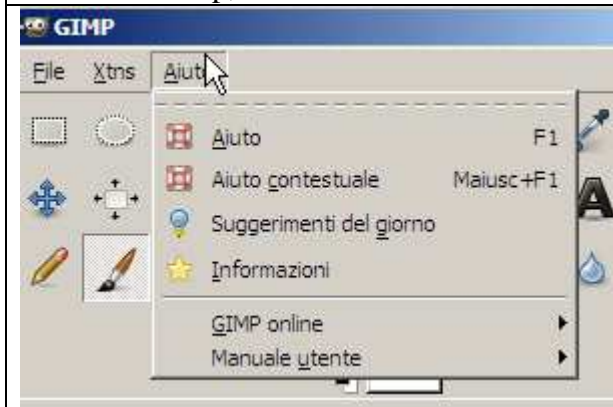 GIMP
File Xtns Aiuto
Aiuto F1
Aiuto contestuale Maiusc+F1
Suggerimenti del giorno
Informazioni
GIMP online
Manuale utente